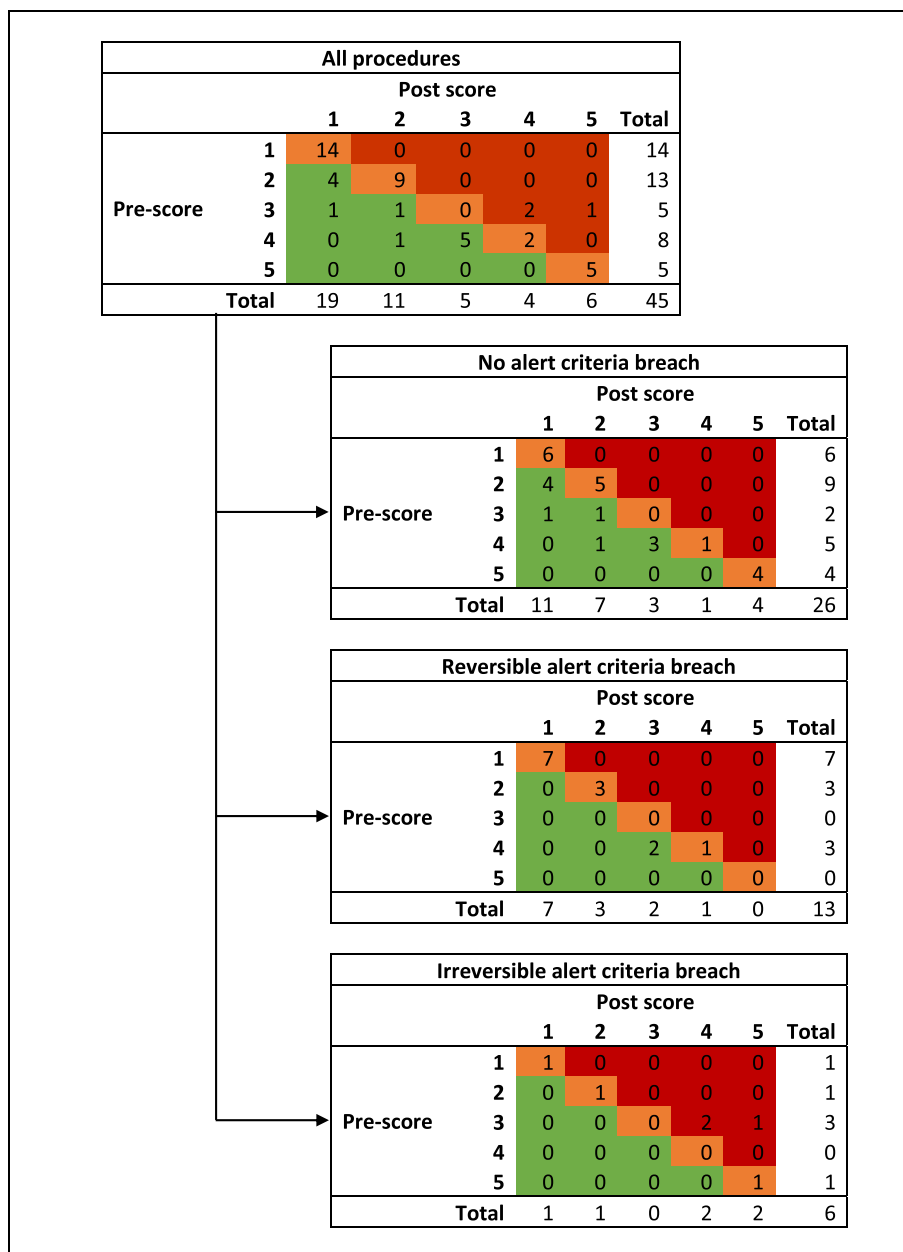 All procedures
Post score
1 2 3 4 5 Total
1 14 0 0 0 0 14
2 4 9 0 0 0 13
Pre-score 3 1 1 0 2 1 5
4 0 1 5 2 0 8
5 0 0 0 0 5 5
Total 19 11 5 4 6 45
No alert criteria breach
Post score
1 2 3 4 5 Total
1 6 0 0 0 0 6
2 4 5 0 0 0 9
Pre-score 3 1 1 0 0 0 2
4 0 1 3 1 0 5
5 0 0 0 0 4 4
Total 11 7 3 1 4 26
Reversible alert criteria breach
Post score
1 2 3 4 5 Total
1 7 0 0 0 0 7
2 0 3 0 0 0 3
Pre-score 3 0 0 0 0 0 0
4 0 0 2 1 0 3
5 0 0 0 0 0 0
Total 7 3 2 1 0 13
Irreversible alert criteria breach
Post score
1 2 3 4 5 Total
1 1 0 0 0 0 1
2 0 1 0 0 0 1
Pre-score 3 0 0 0 2 1 3
4 0 0 0 0 0 0
5 0 0 0 0 1 1
Total 1 1 0 2 2 6